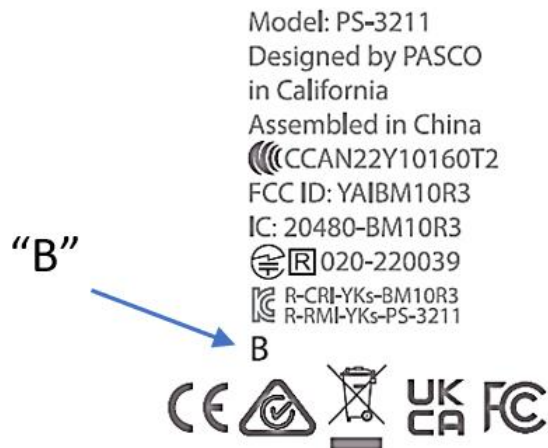 Model: PS-3211
Designed by PASCO
in California
Assembled in China
CCAN22Y10160T2
FCC ID: YAIBM10R3
IC: 20480-BM10R3
R 020-220039
R-CRI-YKs-BM10R3
R-RMI-YKs-PS-3211
“B”
B
CE UK CA FC